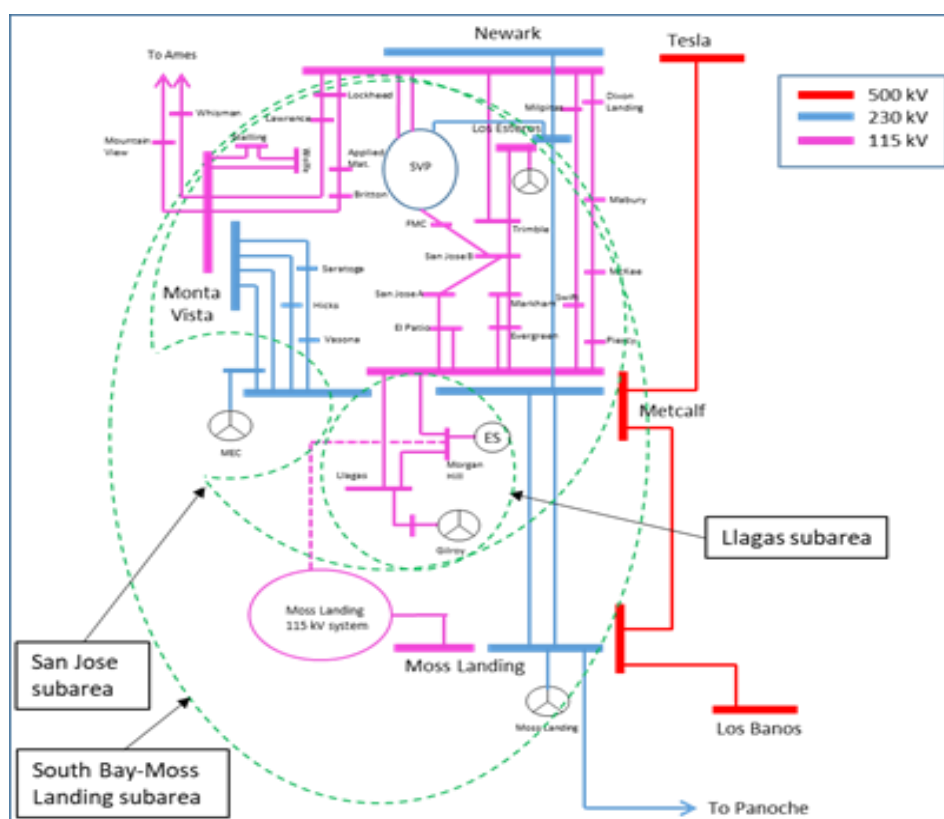 Newark
Tesla
To Ames
500 kV
230 kV
115 kV
Lockheed
Whisman
Lawrence
Milpitas
Dixon
Landing
Los Esteros
Mountain
View
Stelling
Wolfe
Applied
Mat.
SVP
Britton
Mabury
FMC
Trimble
San Jose B
Saratoga
McKee
Monta
Vista
San Jose A
Hicks
Markham
Swift
El Patio
Evergreen
Vasona
Piercy
Metcalf
MEC
ES
Morgan
Hill
Llagas
Llagas subarea
Gilroy
Moss Landing
115 kV system
San Jose
subarea
Moss Landing
Moss Landing
Los Banos
South Bay-Moss
Landing subarea
To Panoche